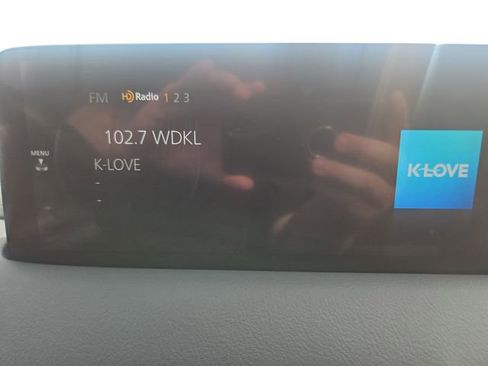 FM HD Radio 1 2 3
102.7 WDKL
MENU
K-LOVE
-
-
K-LOVE